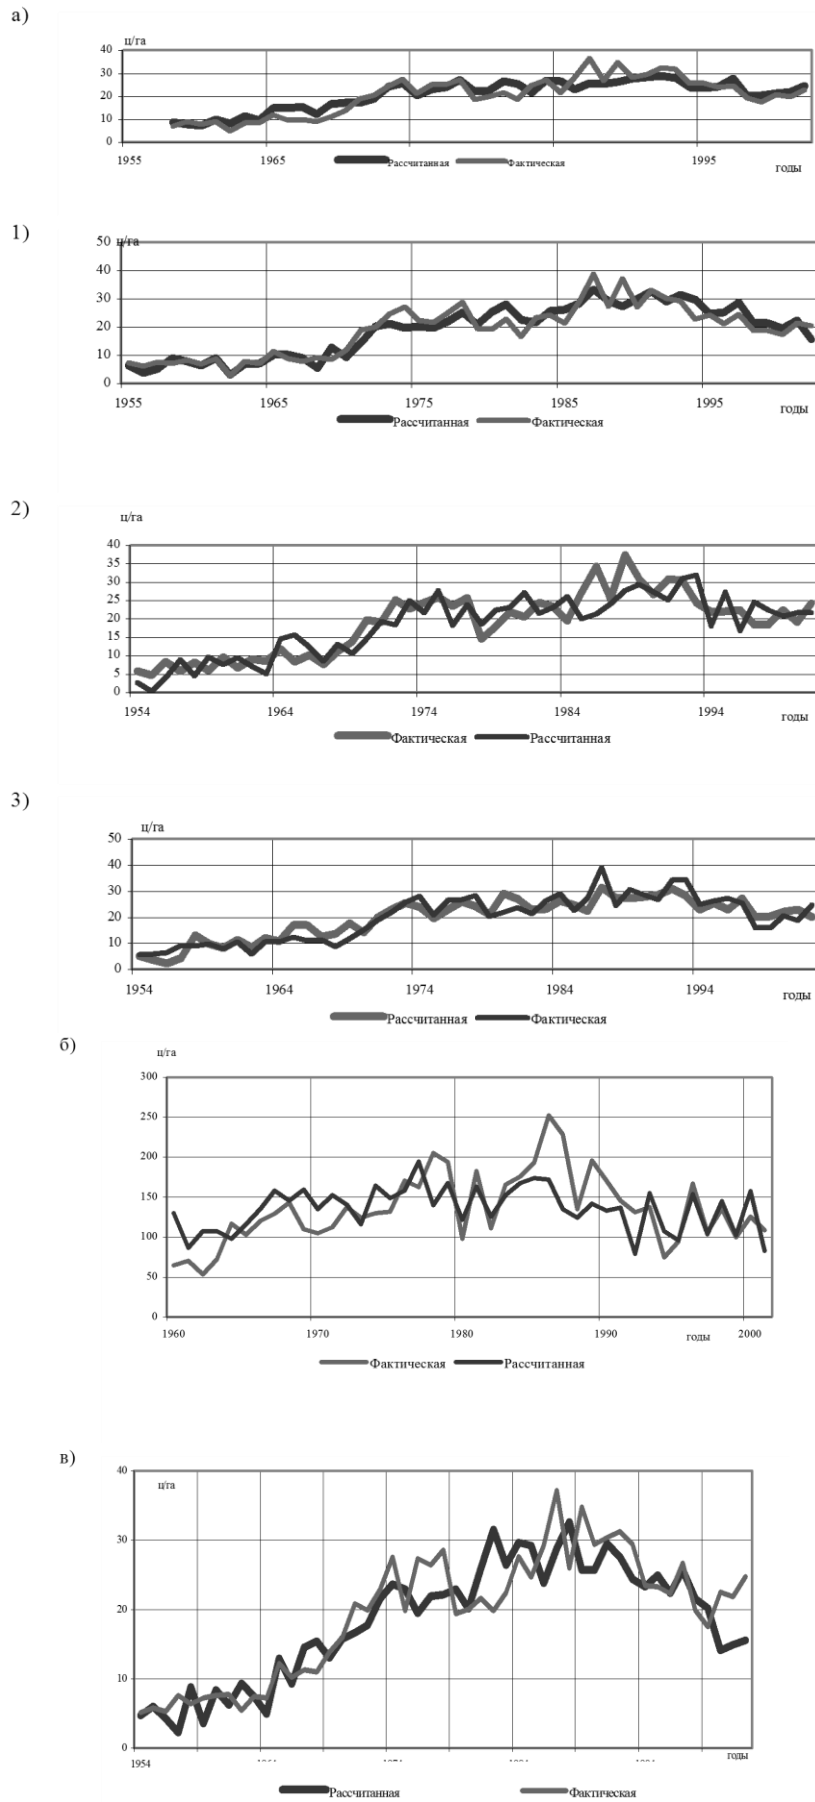 а)
ц/га
40
30
20
10
0
1955 1965 1995
годы
Рассчитанная Фактическая
1)
ц/га
50
40
30
20
10
0
1955 1965 1975 1985 1995
годы
Рассчитанная Фактическая
2)
ц/га
40
35
30
25
20
15
10
5
0
1954 1964 1974 1984 1994
годы
Фактическая Рассчитанная
3)
ц/га
50
40
30
20
10
0
1954 1964 1974 1984 1994
годы
Рассчитанная Фактическая
б)
ц/га
300
250
200
150
100
50
0
1960 1970 1980 1990 годы 2000
Фактическая Рассчитанная
в)
40
ц/га
30
20
10
0
1954
годы
Рассчитанная Фактическая